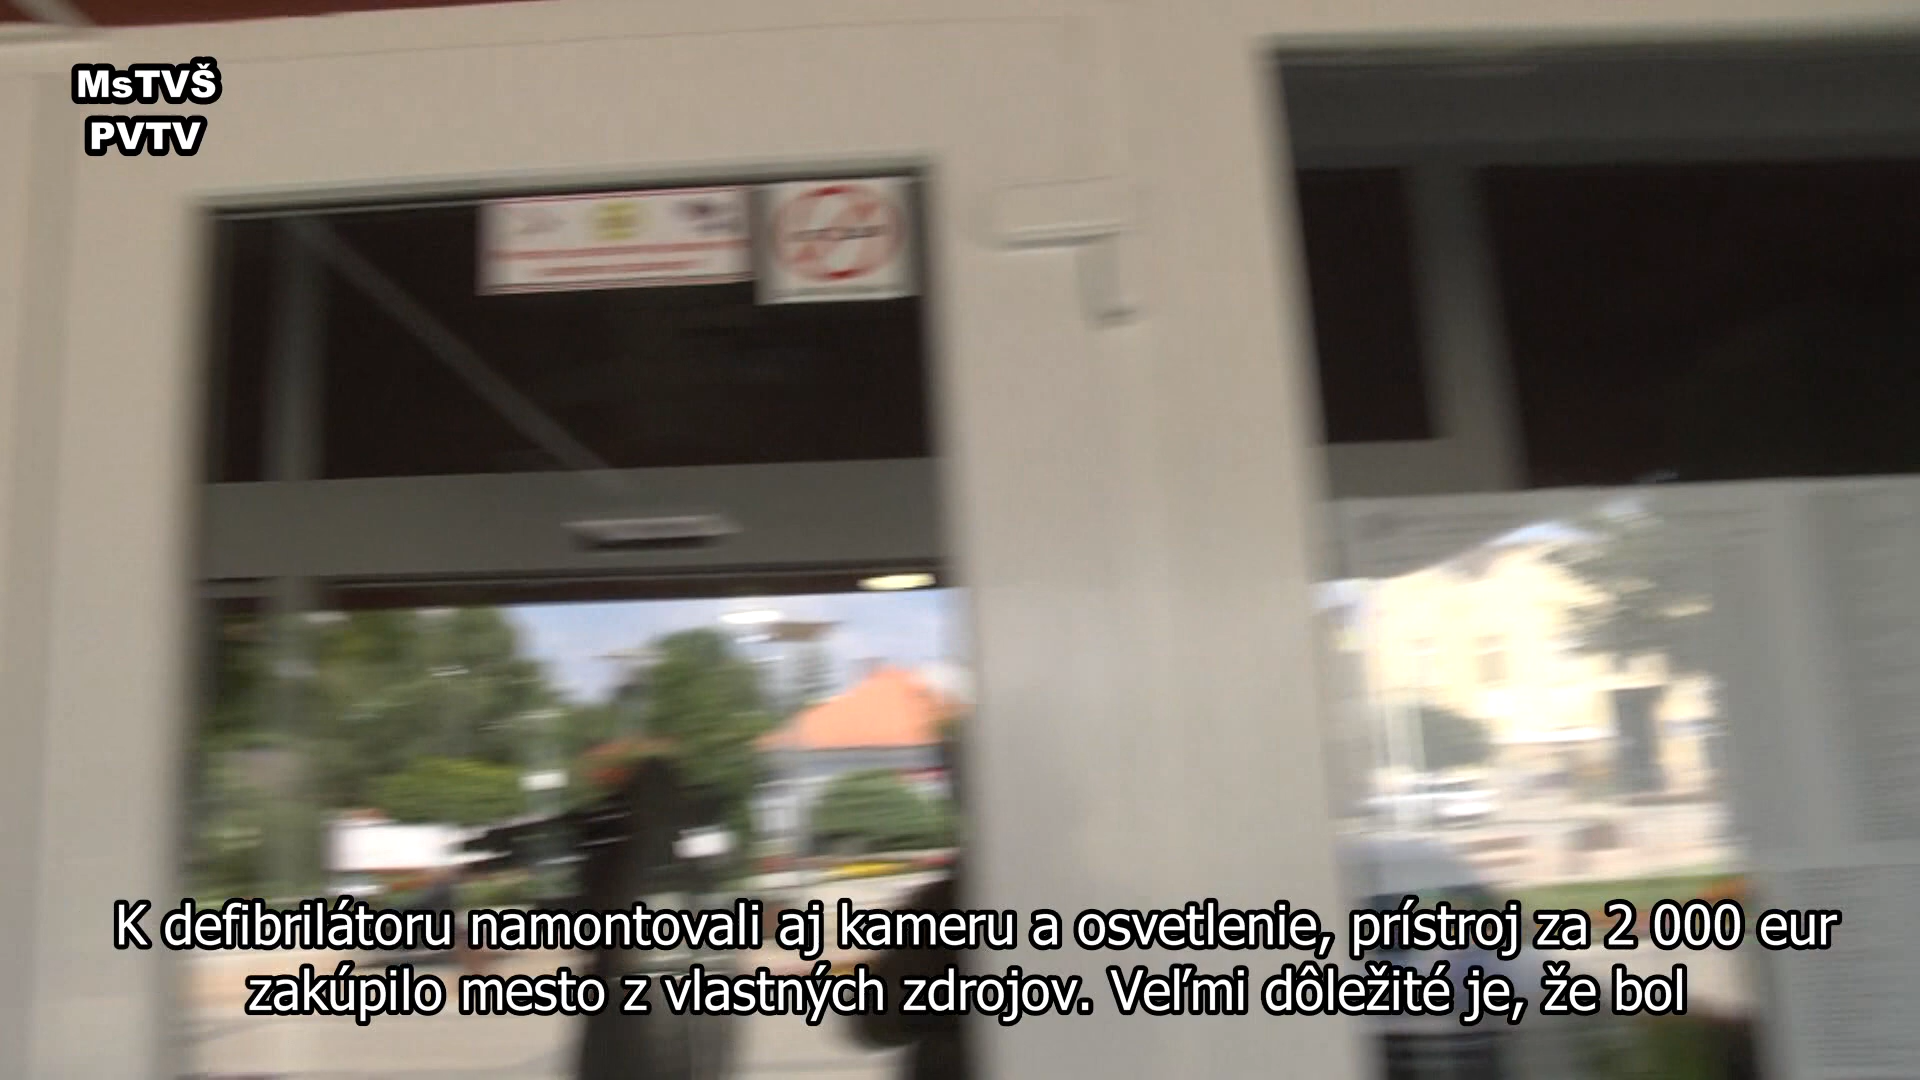 MsTVŠ
PVTV
K defibrilátoru namontovali aj kameru a osvetlenie, prístroj za 2 000 eur
zakúpilo mesto z vlastných zdrojov. Veľmi dôležité je, že bol